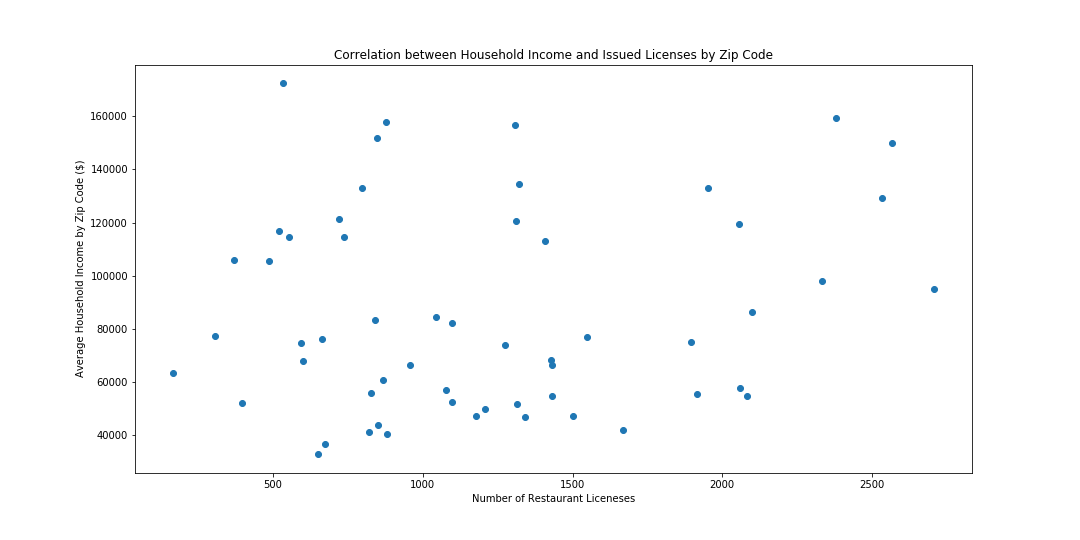 Correlation between Household Income and Issued Licenses by Zip Code
Average Household Income by Zip Code ($)
160000
140000
120000
100000
80000
60000
40000
500 1000 1500 2000 2500
Number of Restaurant Liceneses